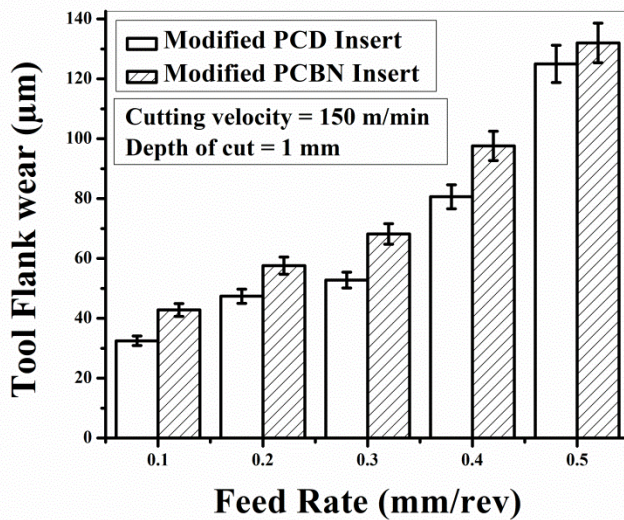 140
120
100
80
60
40
20
0
Tool Flank wear (μm)
Modified PCD Insert
Modified PCBN Insert
Cutting velocity = 150 m/min
Depth of cut = 1 mm
0.1 0.2 0.3 0.4 0.5
Feed Rate (mm/rev)